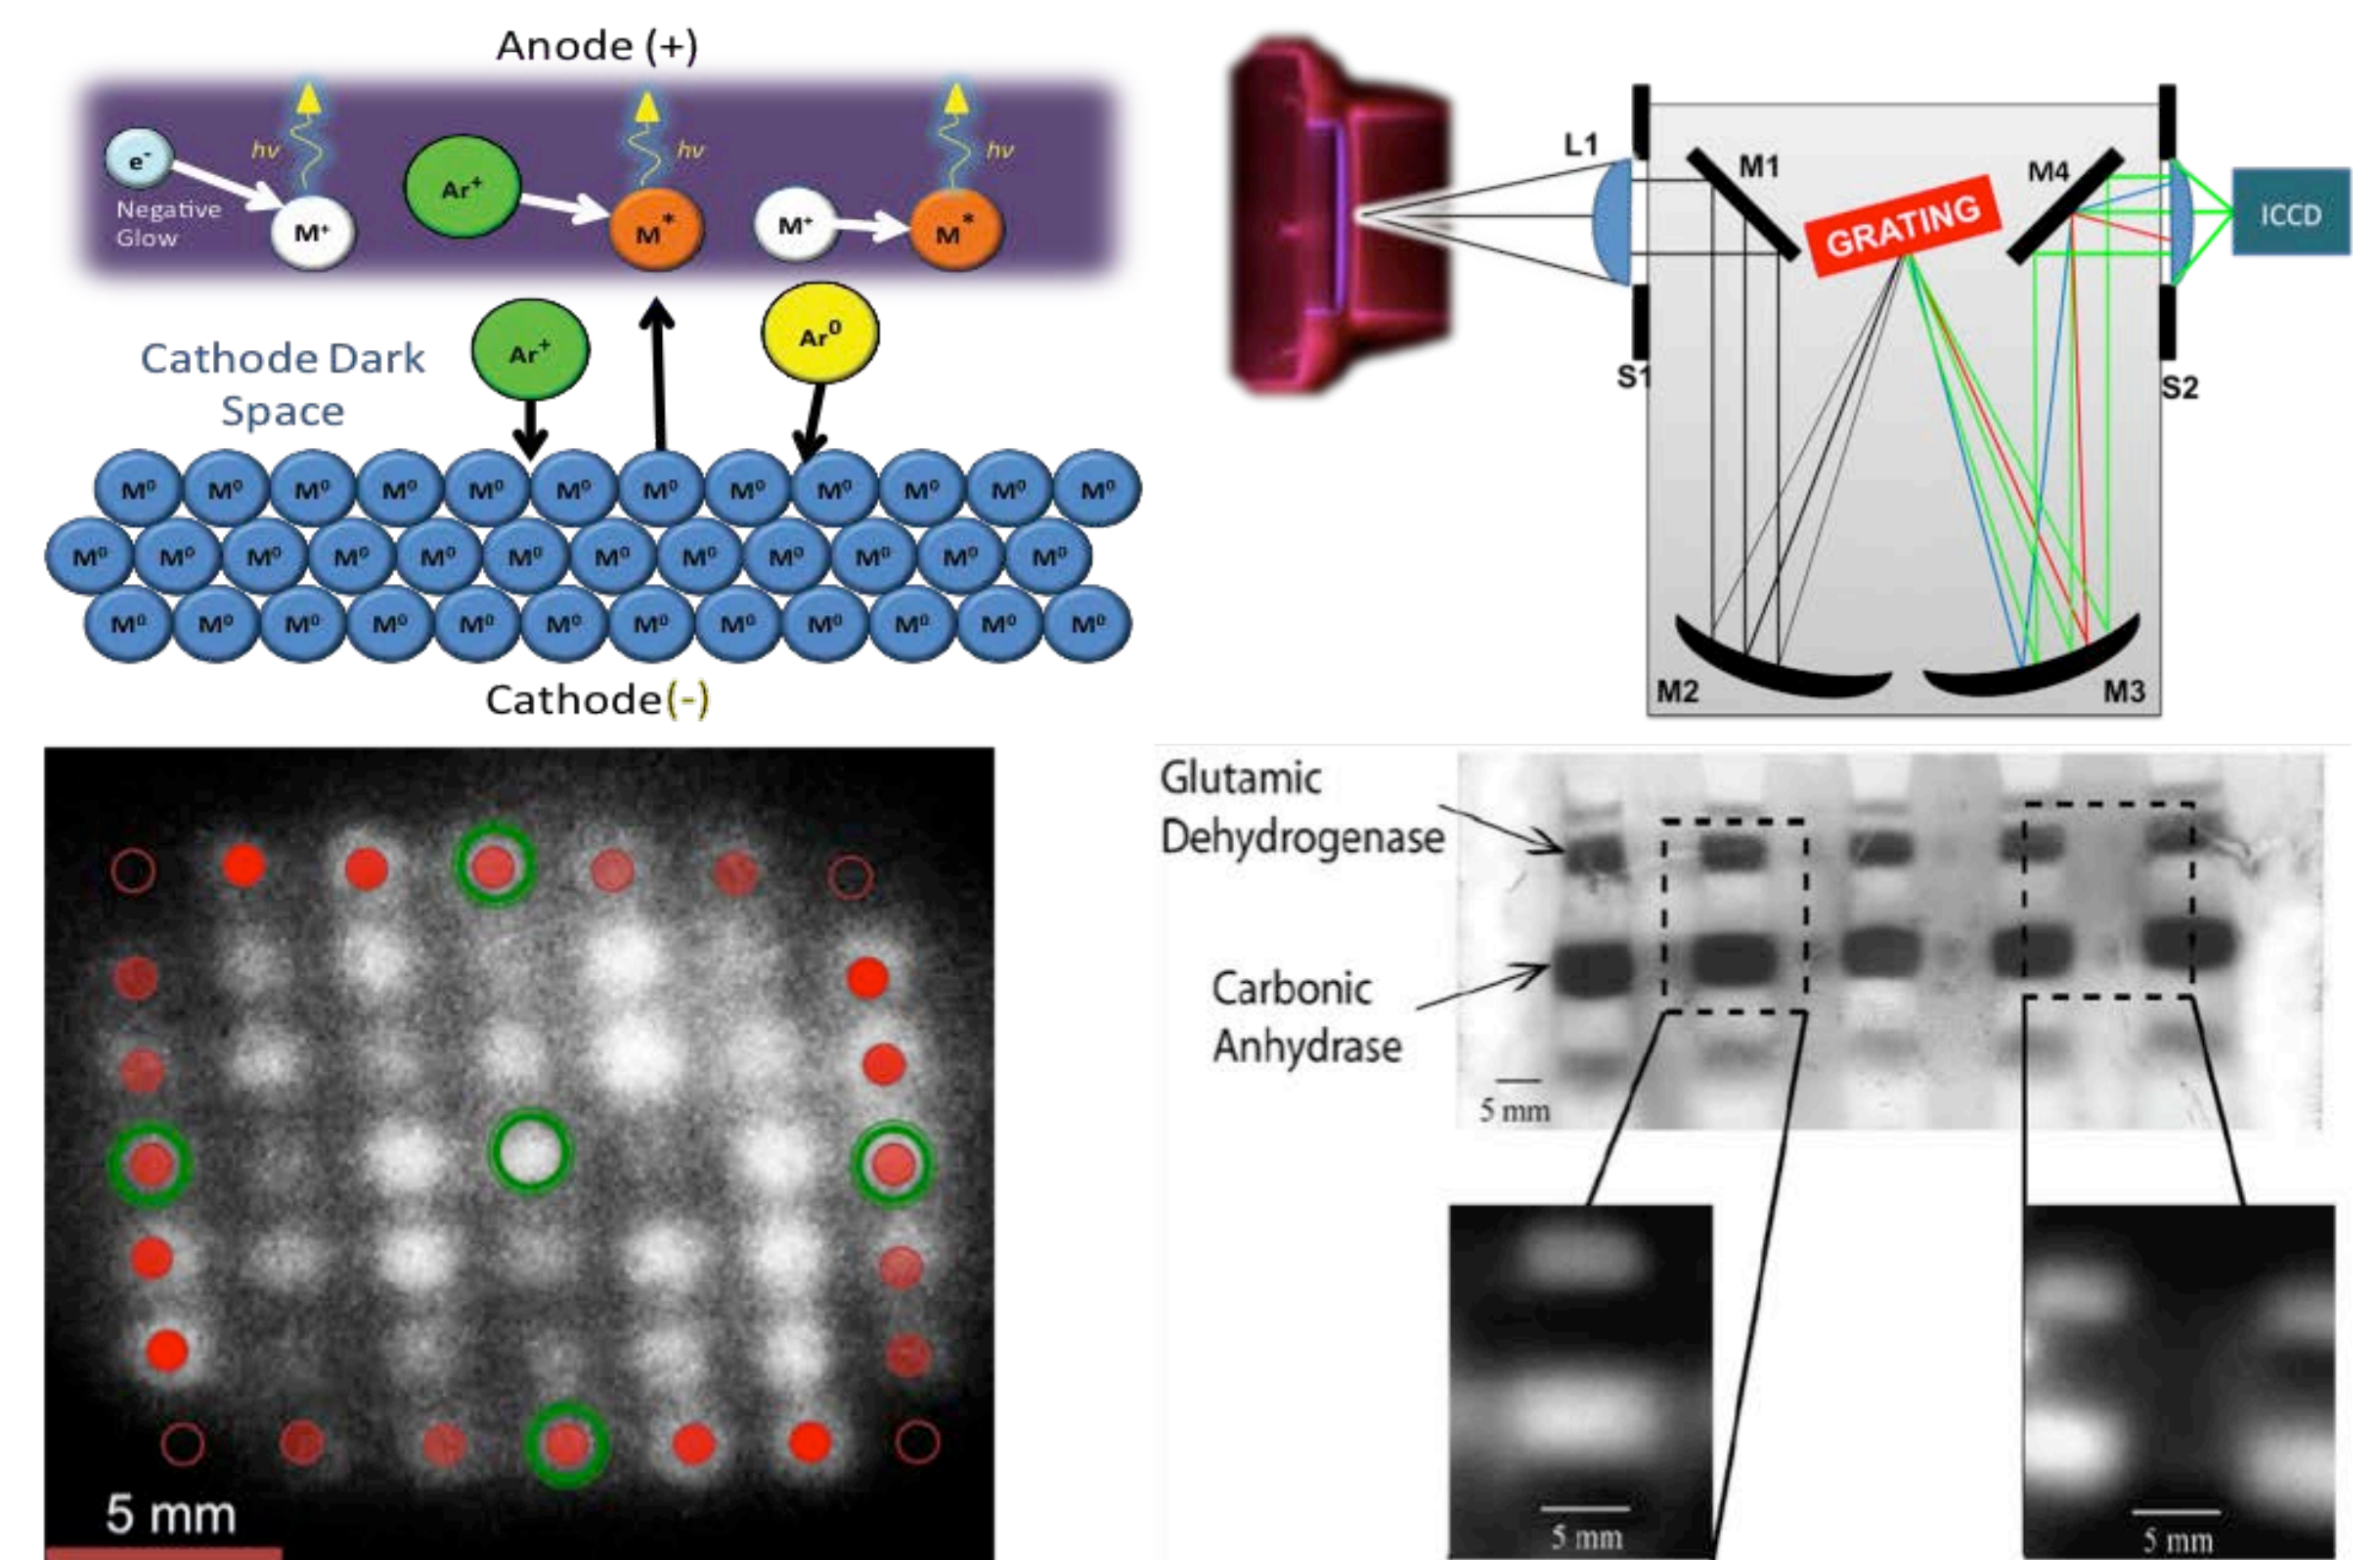 Anode (+)
hν
hν
hν
e⁻
Negative
Glow
M⁺
Ar⁺
M*
M⁺
M*
Cathode Dark
Space
Ar⁺
Ar⁰
M⁰ M⁰ M⁰ M⁰ M⁰ M⁰ M⁰ M⁰ M⁰ M⁰ M⁰ M⁰
M⁰ M⁰ M⁰ M⁰ M⁰ M⁰ M⁰ M⁰ M⁰ M⁰ M⁰ M⁰
M⁰ M⁰ M⁰ M⁰ M⁰ M⁰ M⁰ M⁰ M⁰ M⁰ M⁰ M⁰
Cathode(-)
L1
M1
GRATING
M4
ICCD
S1
S2
M2
M3
5 mm
Glutamic
Dehydrogenase
Carbonic
Anhydrase
5 mm
5 mm
5 mm